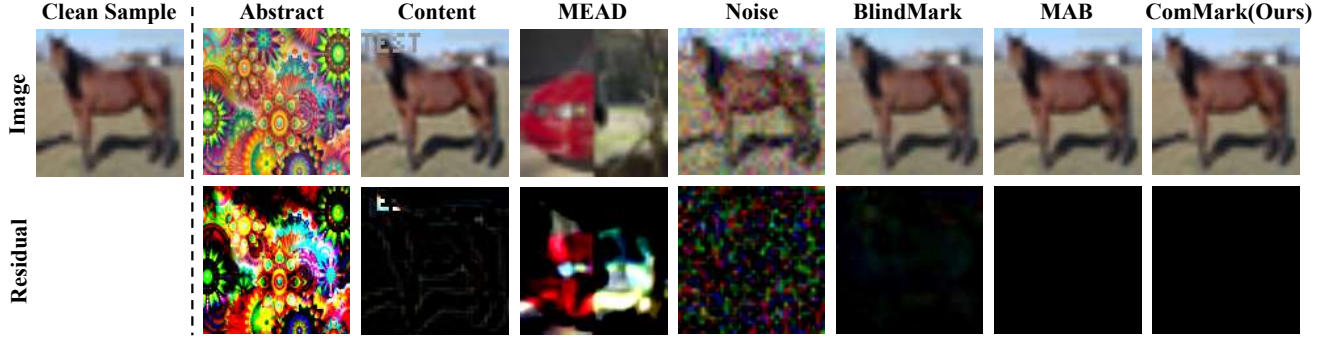 Clean Sample Abstract Content MEAD Noise BlindMark MAB ComMark(Ours)
Image
TEST
Residual